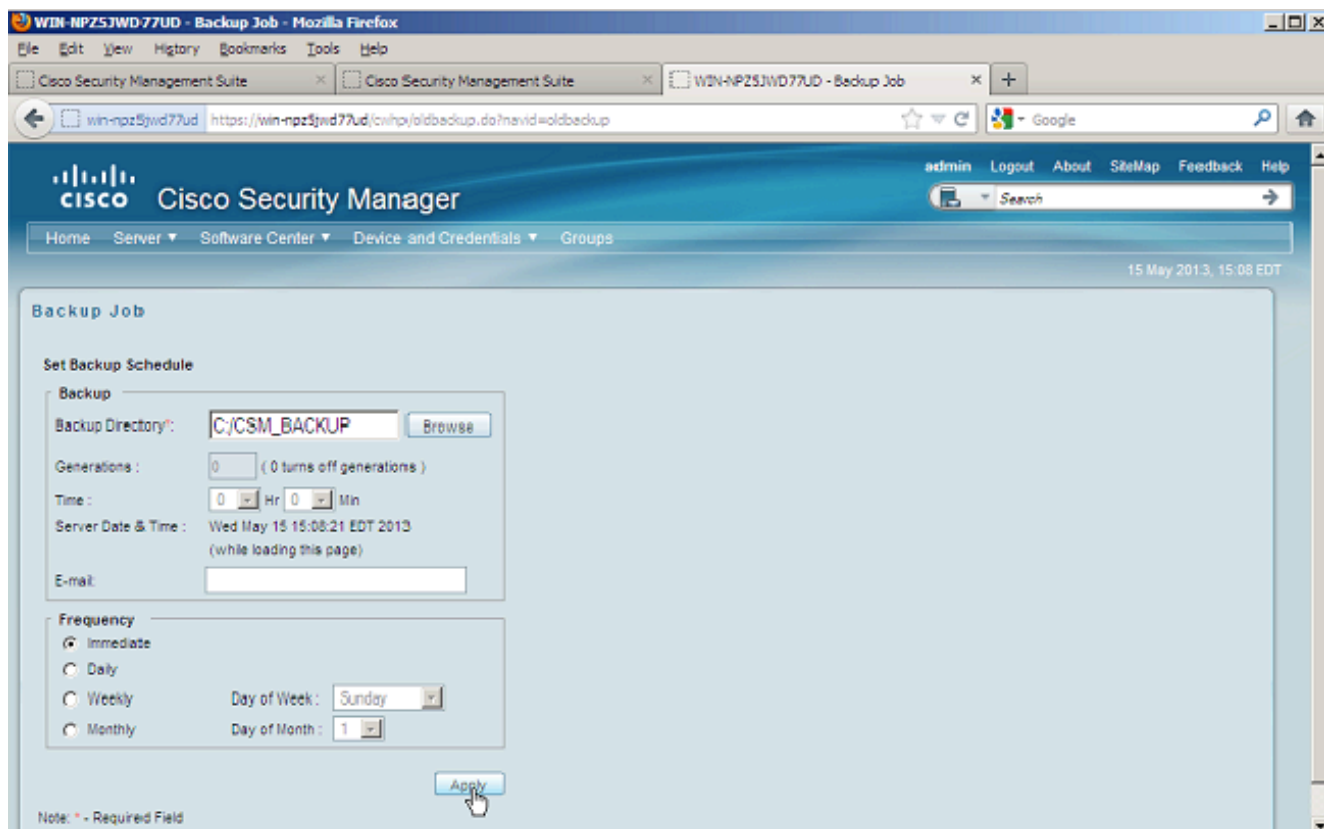 WIN-NPZ5JWD77UD - Backup Job - Mozilla Firefox
File Edit View History Bookmarks Tools Help
Cisco Security Management Suite × Cisco Security Management Suite × WIN-NPZ5JWD77UD - Backup Job × +
win-npz5jwd77ud https://win-npz5jwd77ud/cwhp/oldbackup.do?navid=oldbackup Google
admin Logout About SiteMap Feedback Help
CISCO Cisco Security Manager
Search
Home Server Software Center Device and Credentials Groups
15 May 2013, 15:08 EDT
Backup Job
Set Backup Schedule
Backup
Backup Directory*: C:/CSM_BACKUP Browse
Generations : 0 ( 0 turns off generations )
Time : 0 Hr 0 Min
Server Date & Time : Wed May 15 15:08:21 EDT 2013
(while loading this page)
E-mail:
Frequency
Immediate
Daily
Weekly Day of Week : Sunday
Monthly Day of Month : 1
Apply
Note: * - Required Field